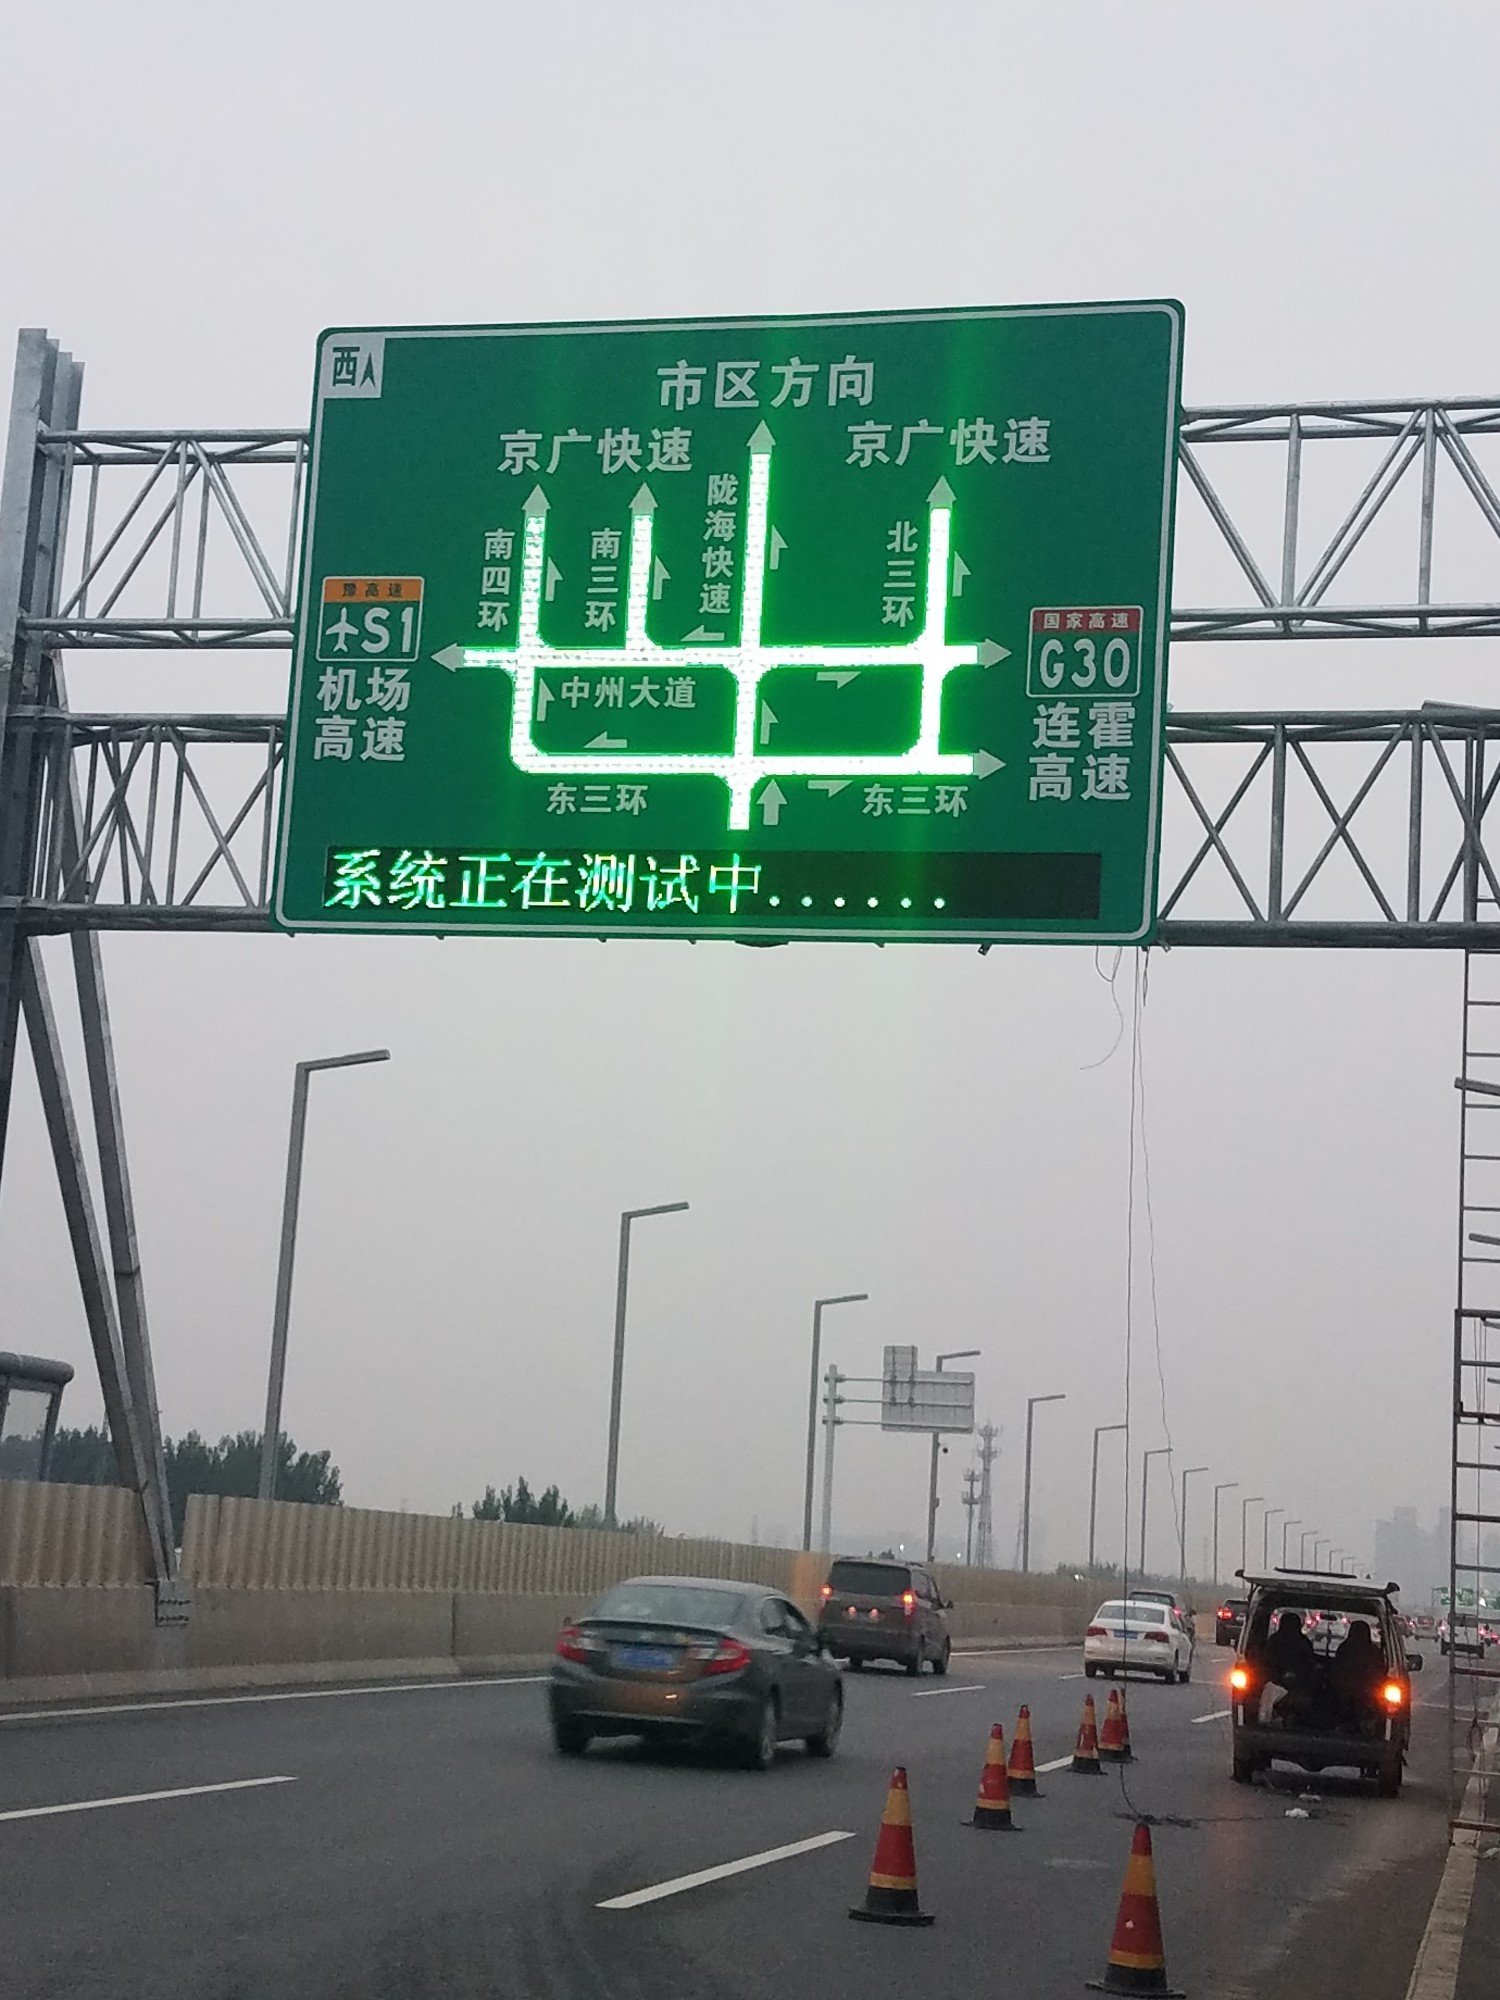 西
市区方向
京广快速
京广快速
南四环
南三环
陇海快速
北三环
豫高速
S1
机场
高速
国家高速
G30
连霍
高速
中州大道
东三环
东三环
系统正在测试中......